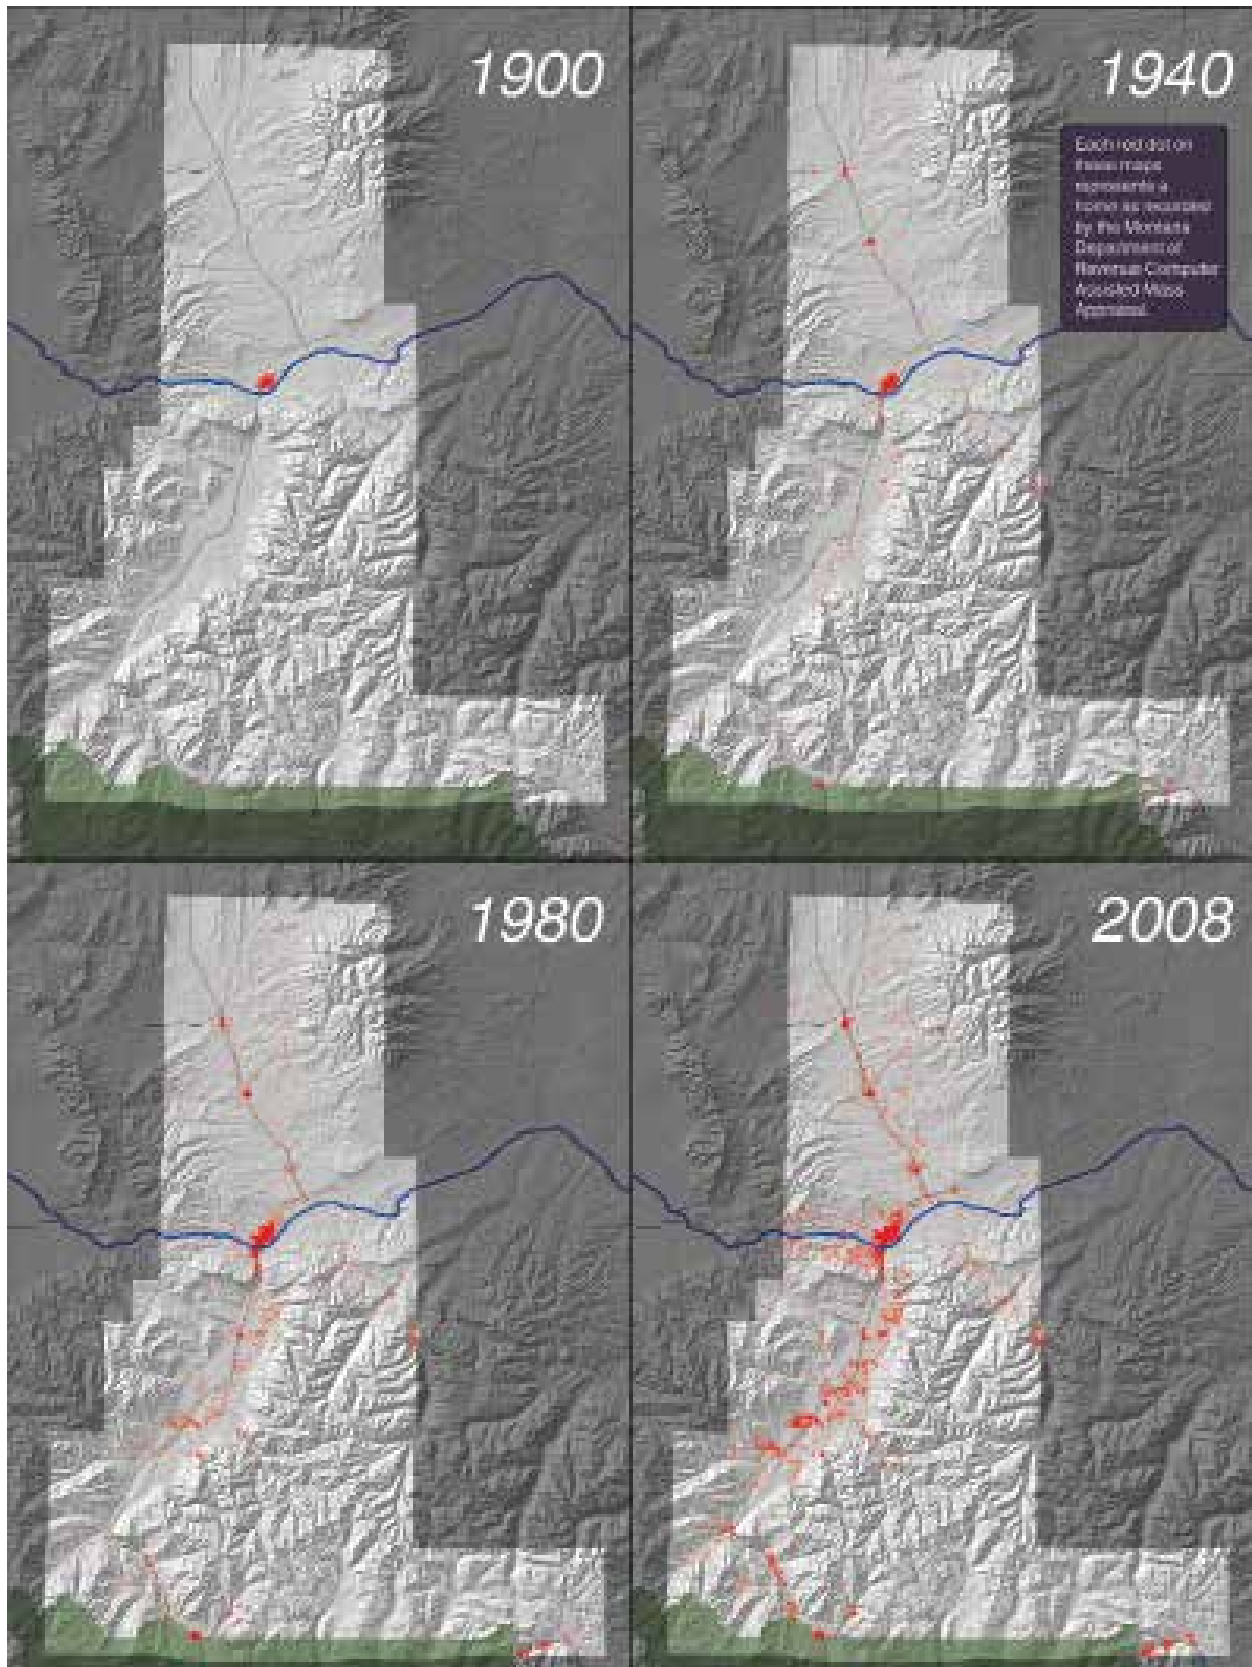 1900
1940
Each red dot on
these maps
represents a
home as recorded
by the Montana
Department of
Revenue Computer
Assisted Mass
Appraisal
1980
2008